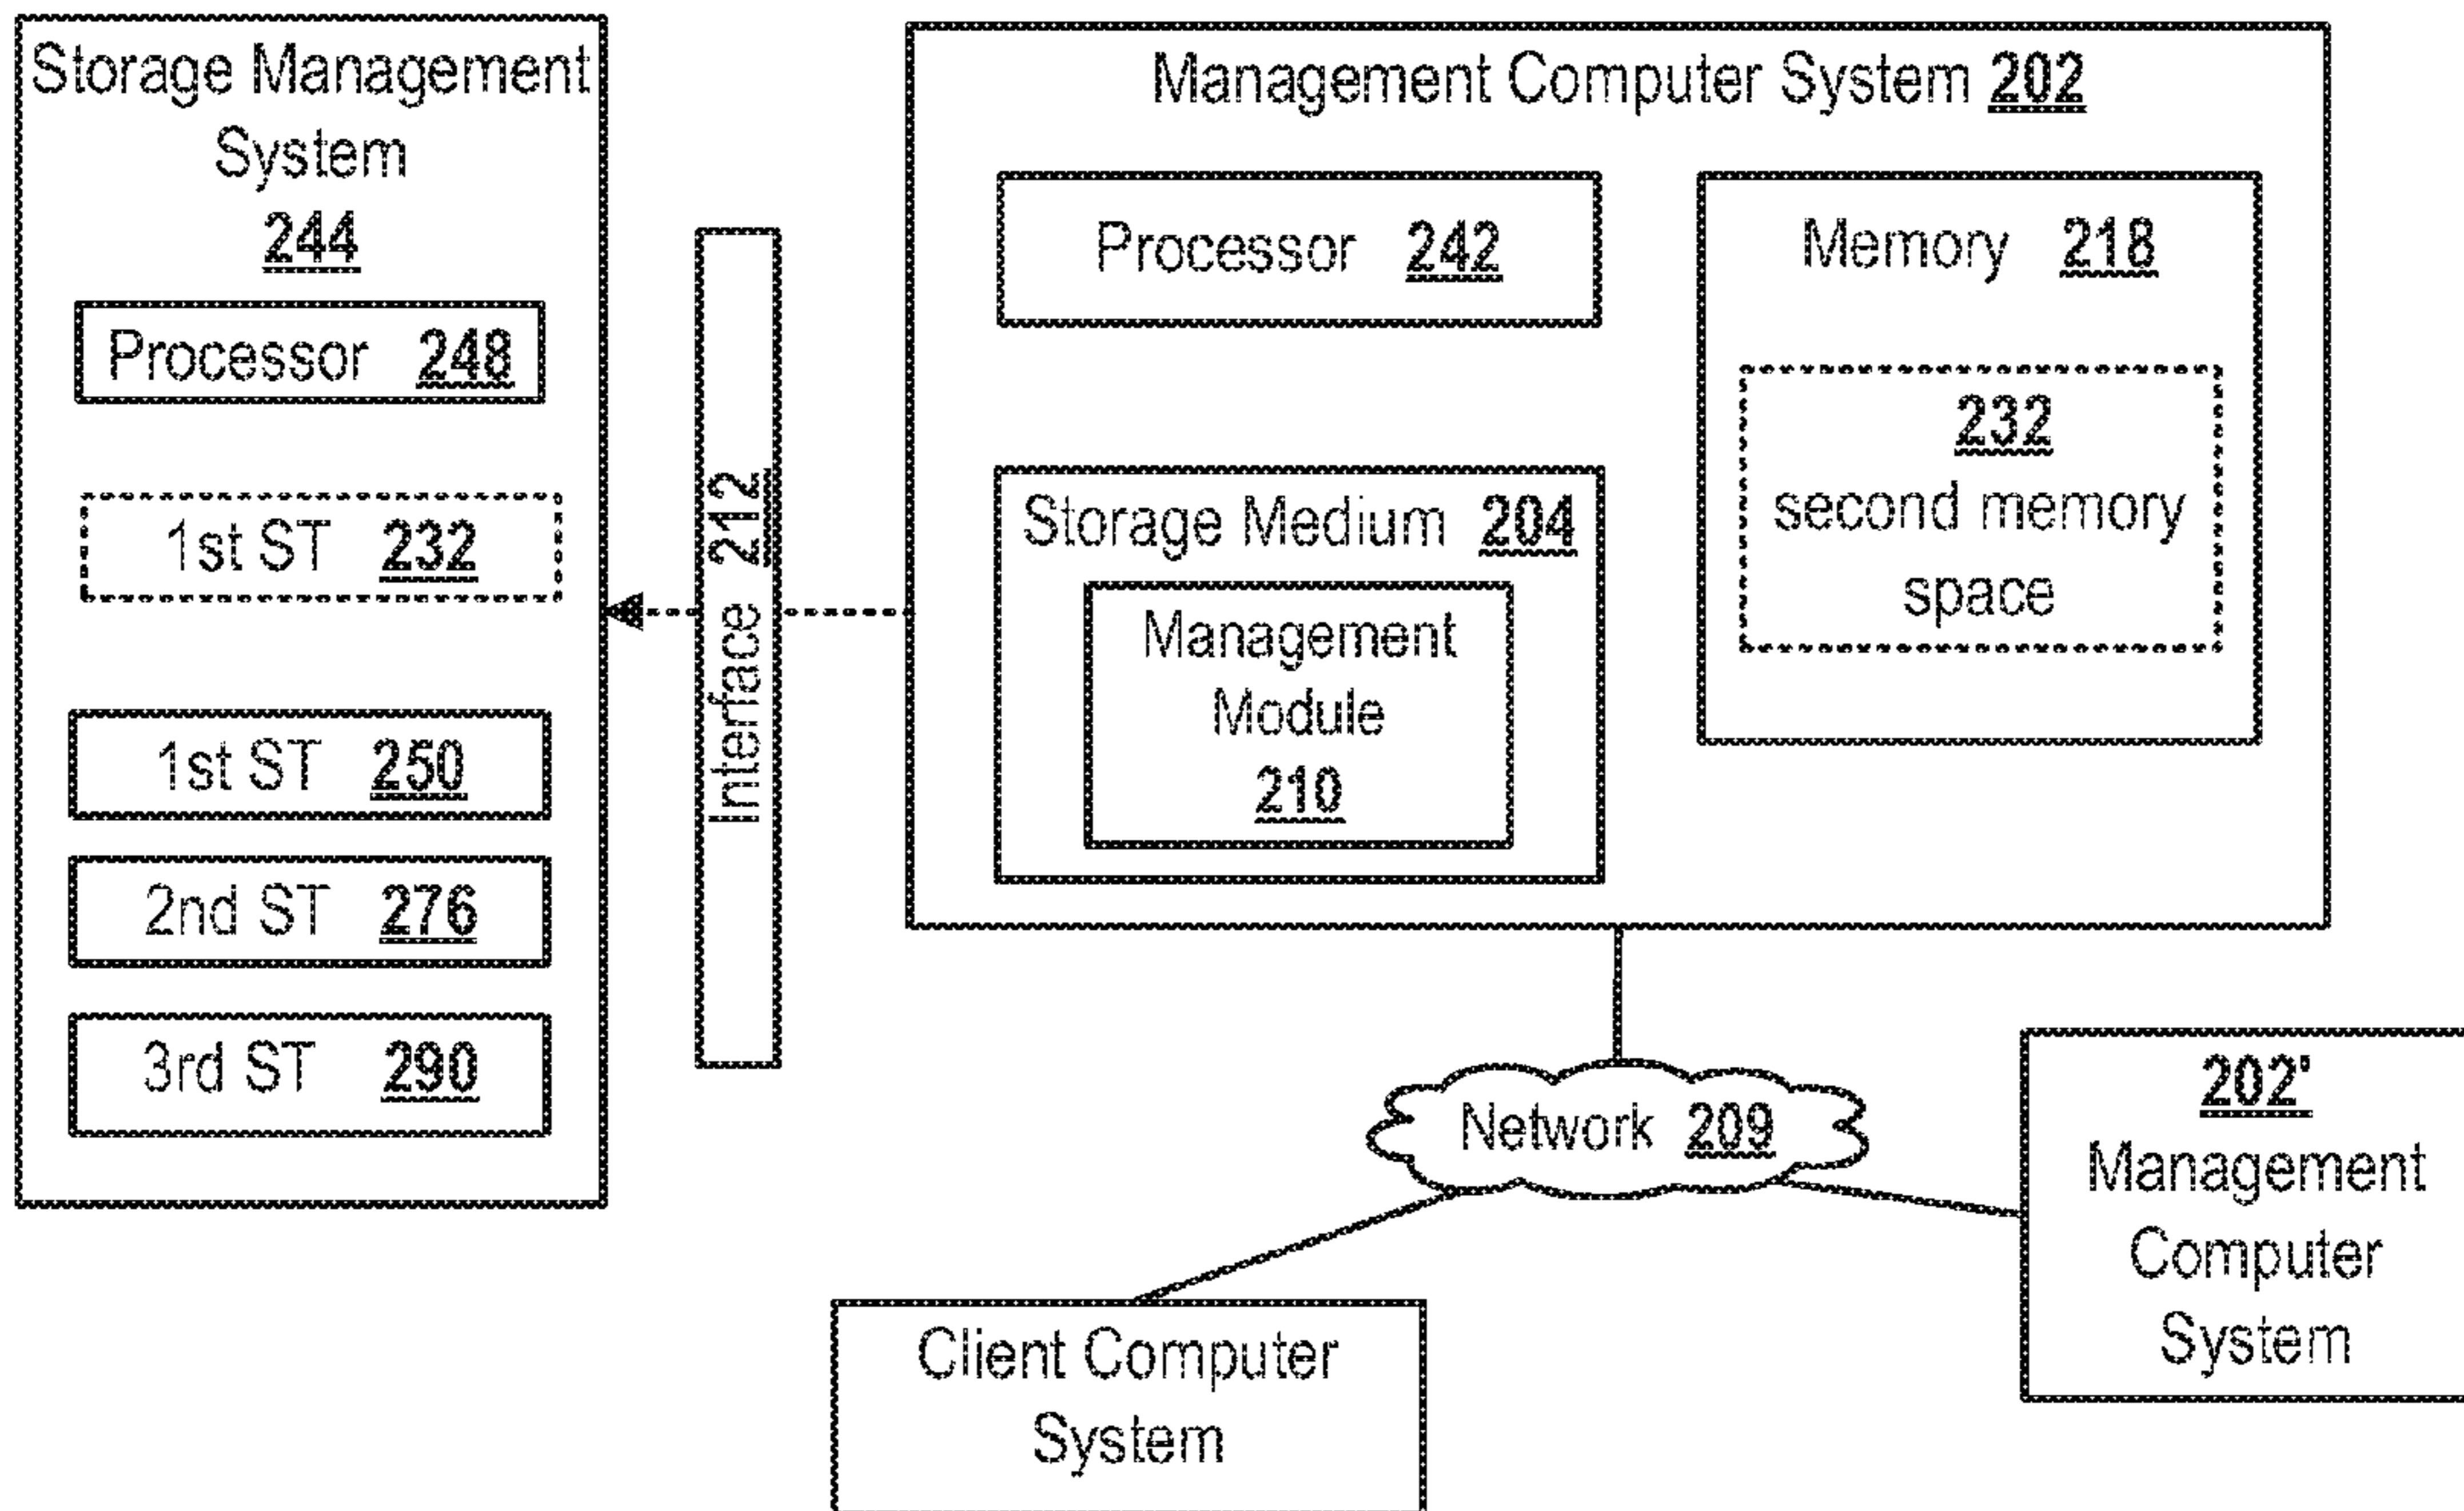 Storage Management
System
244
Processor 248
1st ST 232
1st ST 250
2nd ST 276
3rd ST 290
Interface 212
Management Computer System 202
Processor 242
Storage Medium 204
Management
Module
210
Memory 218
232
second memory
space
Network 209
202'
Management
Computer
System
Client Computer
System